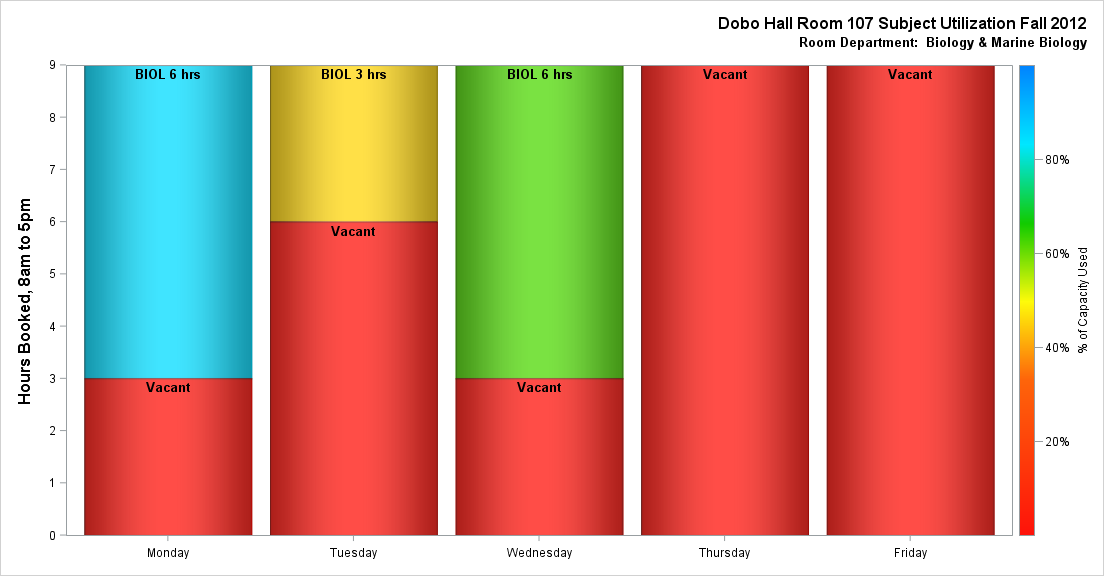 Dobo Hall Room 107 Subject Utilization Fall 2012
Room Department:  Biology & Marine Biology
Hours Booked, 8am to 5pm
9
8
7
6
5
4
3
2
1
0
BIOL 6 hrs
Vacant
BIOL 3 hrs
Vacant
BIOL 6 hrs
Vacant
Vacant
Vacant
Monday
Tuesday
Wednesday
Thursday
Friday
80%
60%
40%
20%
% of Capacity Used